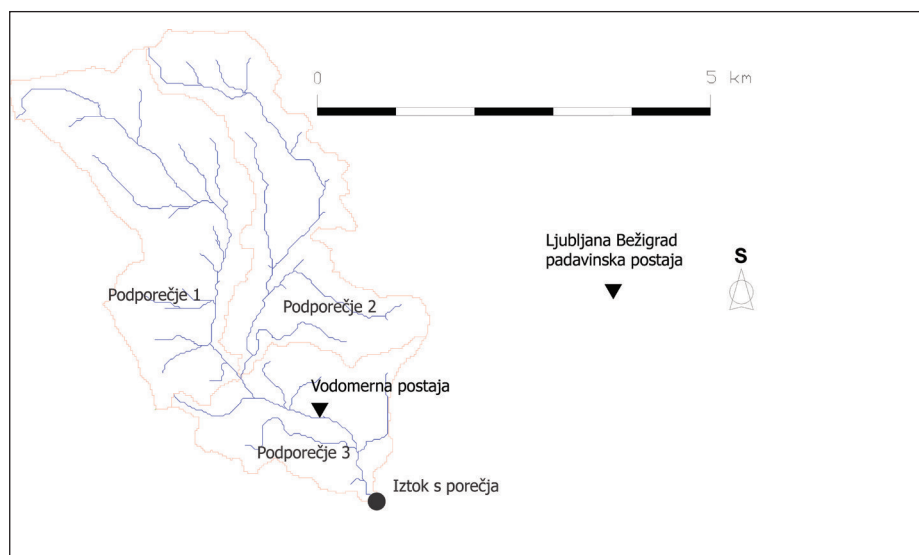 0
5 km
Ljubljana Bežigrad
padavinska postaja
S
Podporečje 1
Podporečje 2
Vodomerna postaja
Podporečje 3
Iztok s porečja